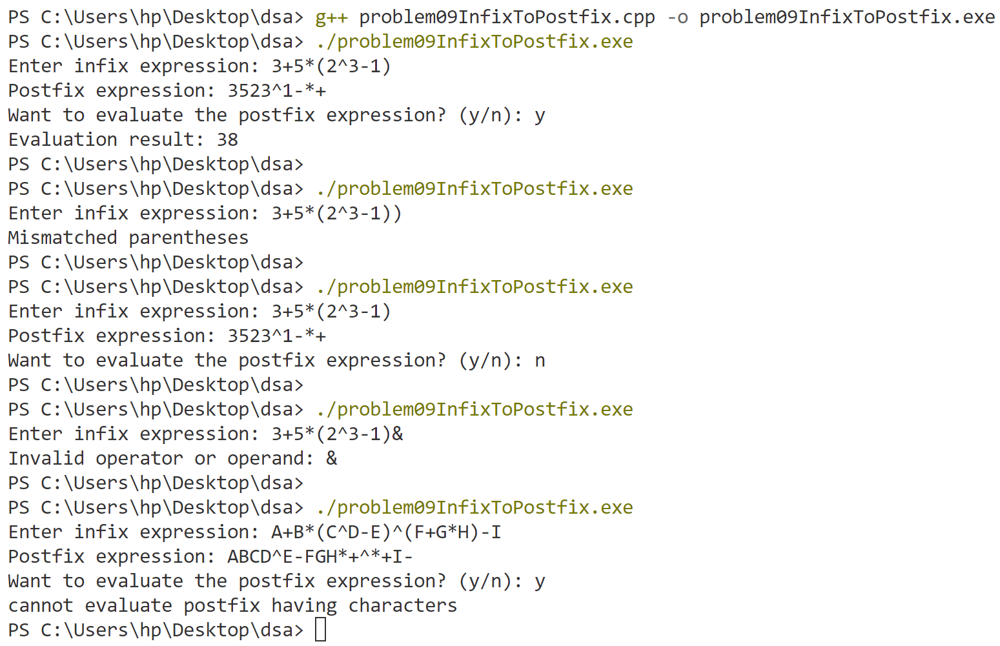 PS C:\Users\hp\Desktop\dsa> g++ problem09InfixToPostfix.cpp -o problem09InfixToPostfix.exe
PS C:\Users\hp\Desktop\dsa> ./problem09InfixToPostfix.exe
Enter infix expression: 3+5*(2^3-1)
Postfix expression: 3523^1-*+
Want to evaluate the postfix expression? (y/n): y
Evaluation result: 38
PS C:\Users\hp\Desktop\dsa>
PS C:\Users\hp\Desktop\dsa> ./problem09InfixToPostfix.exe
Enter infix expression: 3+5*(2^3-1))
Mismatched parentheses
PS C:\Users\hp\Desktop\dsa>
PS C:\Users\hp\Desktop\dsa> ./problem09InfixToPostfix.exe
Enter infix expression: 3+5*(2^3-1)
Postfix expression: 3523^1-*+
Want to evaluate the postfix expression? (y/n): n
PS C:\Users\hp\Desktop\dsa>
PS C:\Users\hp\Desktop\dsa> ./problem09InfixToPostfix.exe
Enter infix expression: 3+5*(2^3-1)&
Invalid operator or operand: &
PS C:\Users\hp\Desktop\dsa>
PS C:\Users\hp\Desktop\dsa> ./problem09InfixToPostfix.exe
Enter infix expression: A+B*(C^D-E)^(F+G*H)-I
Postfix expression: ABCD^E-FGH*+^*+I-
Want to evaluate the postfix expression? (y/n): y
cannot evaluate postfix having characters
PS C:\Users\hp\Desktop\dsa>